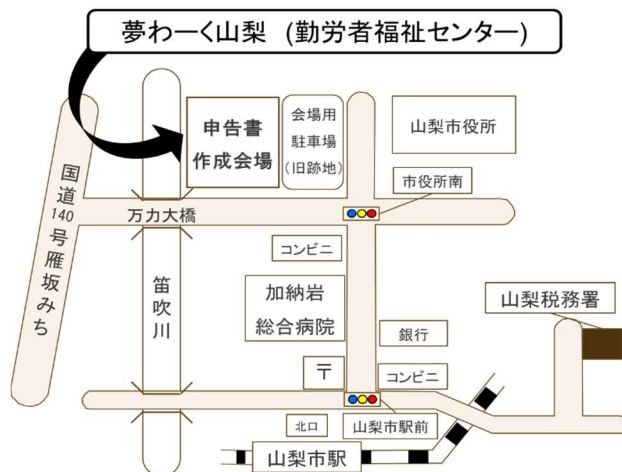 夢わーく山梨 (勤労者福祉センター)
申告書
作成会場
会場用
駐車場
(旧跡地)
山梨市役所
市役所南
国道140号雁坂みち
万力大橋
コンビニ
笛吹川
加納岩
総合病院
山梨税務署
銀行
〒
コンビニ
北口
山梨市駅前
山梨市駅